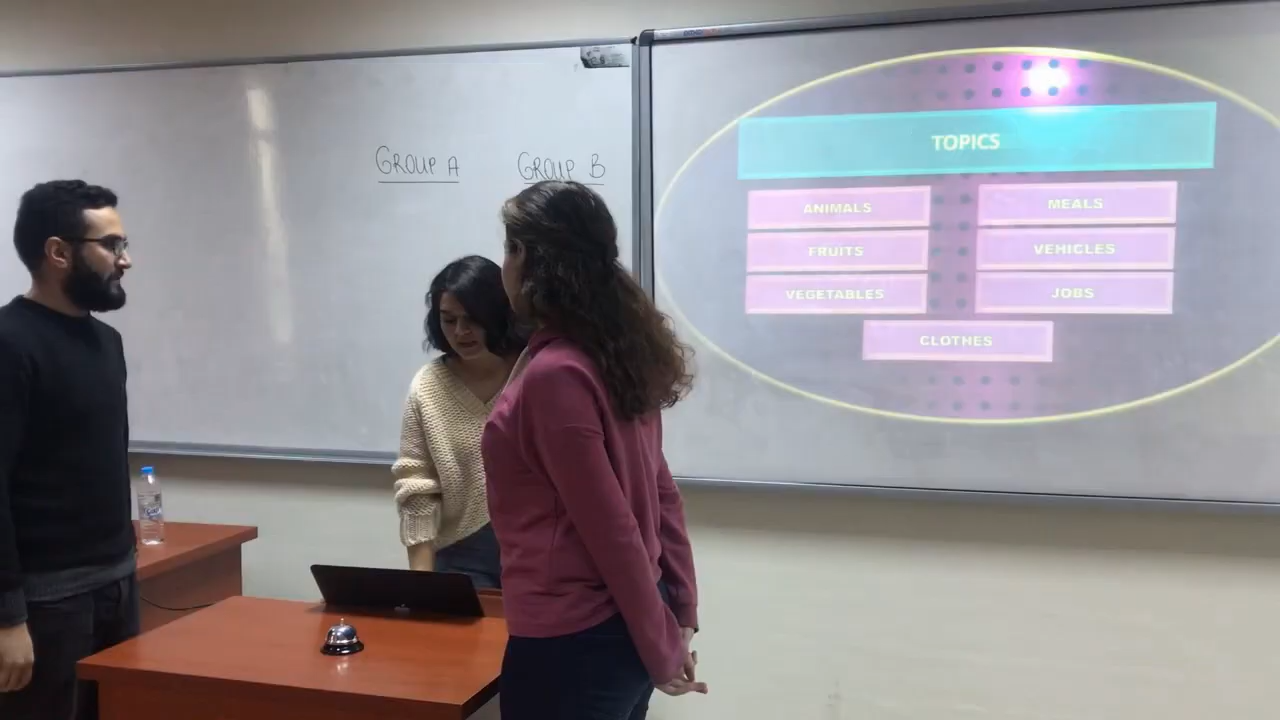 GROUP A
GROUP B
TOPICS
ANIMALS
MEALS
FRUITS
VEHICLES
VEGETABLES
JOBS
CLOTHES